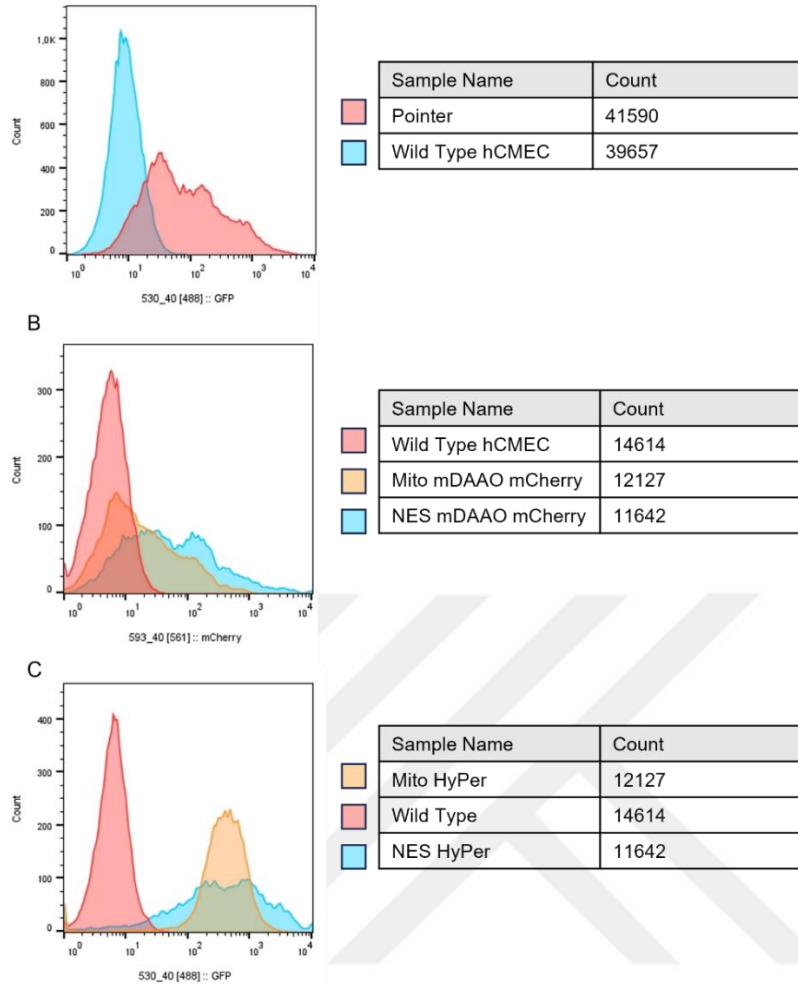 1,0K
800
600
400
200
0
Count
10^0 10^1 10^2 10^3 10^4
530_40 [488] :: GFP
Sample Name Count
Pointer 41590
Wild Type hCMEC 39657
B
300
200
100
0
Count
10^0 10^1 10^2 10^3 10^4
593_40 [561] :: mCherry
Sample Name Count
Wild Type hCMEC 14614
Mito mDAAO mCherry 12127
NES mDAAO mCherry 11642
C
400
300
200
100
0
Count
10^0 10^1 10^2 10^3 10^4
530_40 [488] :: GFP
Sample Name Count
Mito HyPer 12127
Wild Type 14614
NES HyPer 11642